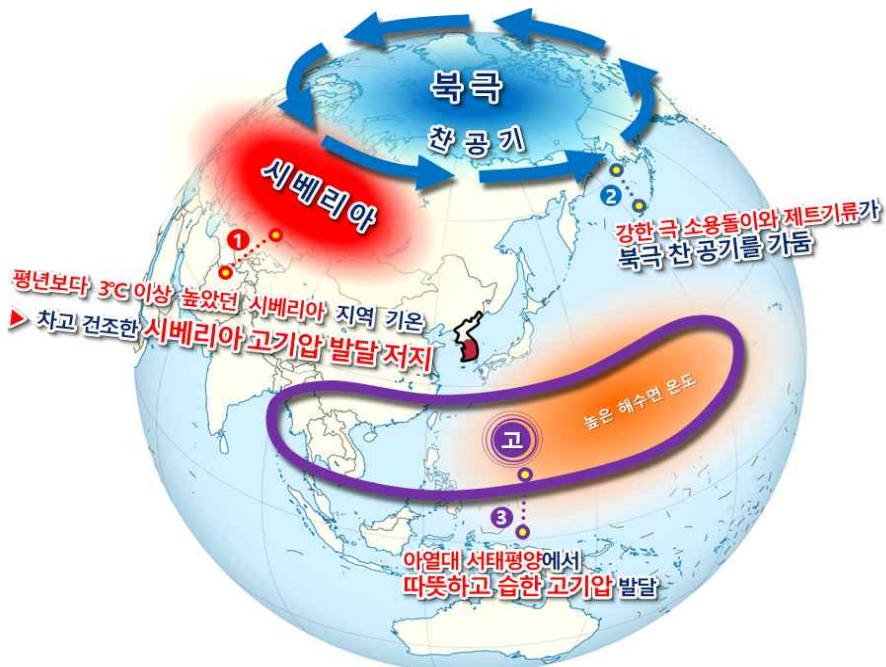 북극
찬 공기
시베리아
1
평년보다 3℃ 이상 높았던 시베리아 지역 기온
▶ 차고 건조한 시베리아 고기압 발달 저지
2
강한 극 소용돌이와 제트기류가
북극 찬 공기를 가둠
높은 해수면 온도
고
3
아열대 서태평양에서
따뜻하고 습한 고기압 발달